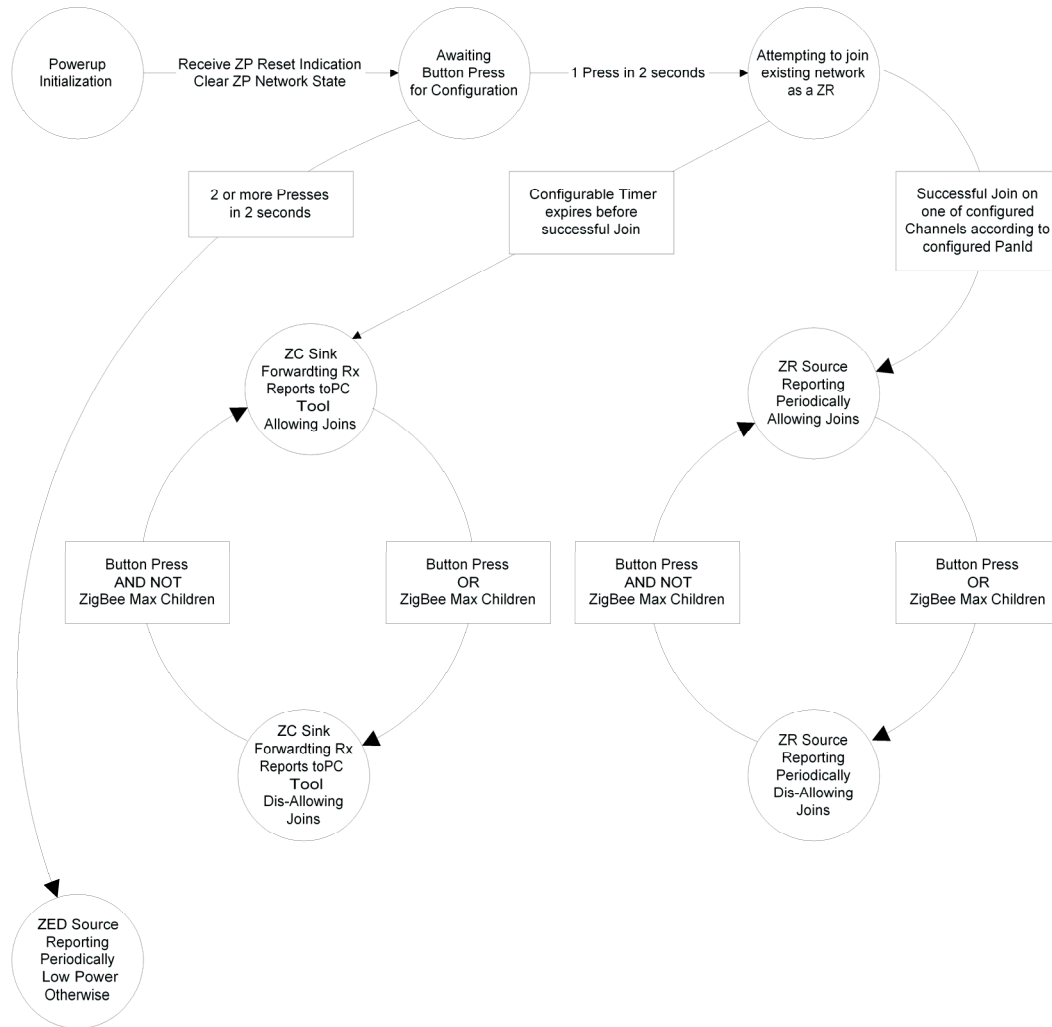 Powerup
Initialization
Receive ZP Reset Indication
Clear ZP Network State
Awaiting
Button Press
for Configuration
1 Press in 2 seconds
Attempting to join
existing network
as a ZR
2 or more Presses
in 2 seconds
Configurable Timer
expires before
successful Join
Successful Join on
one of configured
Channels according to
configured PanId
ZC Sink
Forwardting Rx
Reports toPC
Tool
Allowing Joins
ZR Source
Reporting
Periodically
Allowing Joins
Button Press
AND NOT
ZigBee Max Children
Button Press
OR
ZigBee Max Children
Button Press
AND NOT
ZigBee Max Children
Button Press
OR
ZigBee Max Children
ZC Sink
Forwardting Rx
Reports toPC
Tool
Dis-Allowing
Joins
ZR Source
Reporting
Periodically
Dis-Allowing
Joins
ZED Source
Reporting
Periodically
Low Power
Otherwise